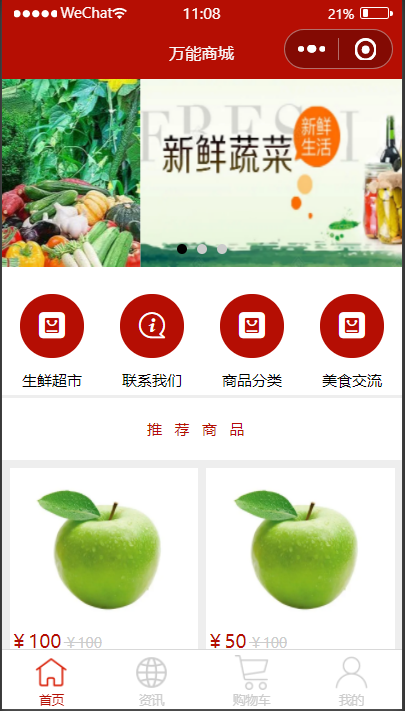 WeChat 11:08 21%
万能商城
FRESH
新鲜蔬菜
新鲜
生活
生鲜超市 联系我们 商品分类 美食交流
推荐商品
¥100 ¥100 ¥50 ¥100
首页 资讯 购物车 我的